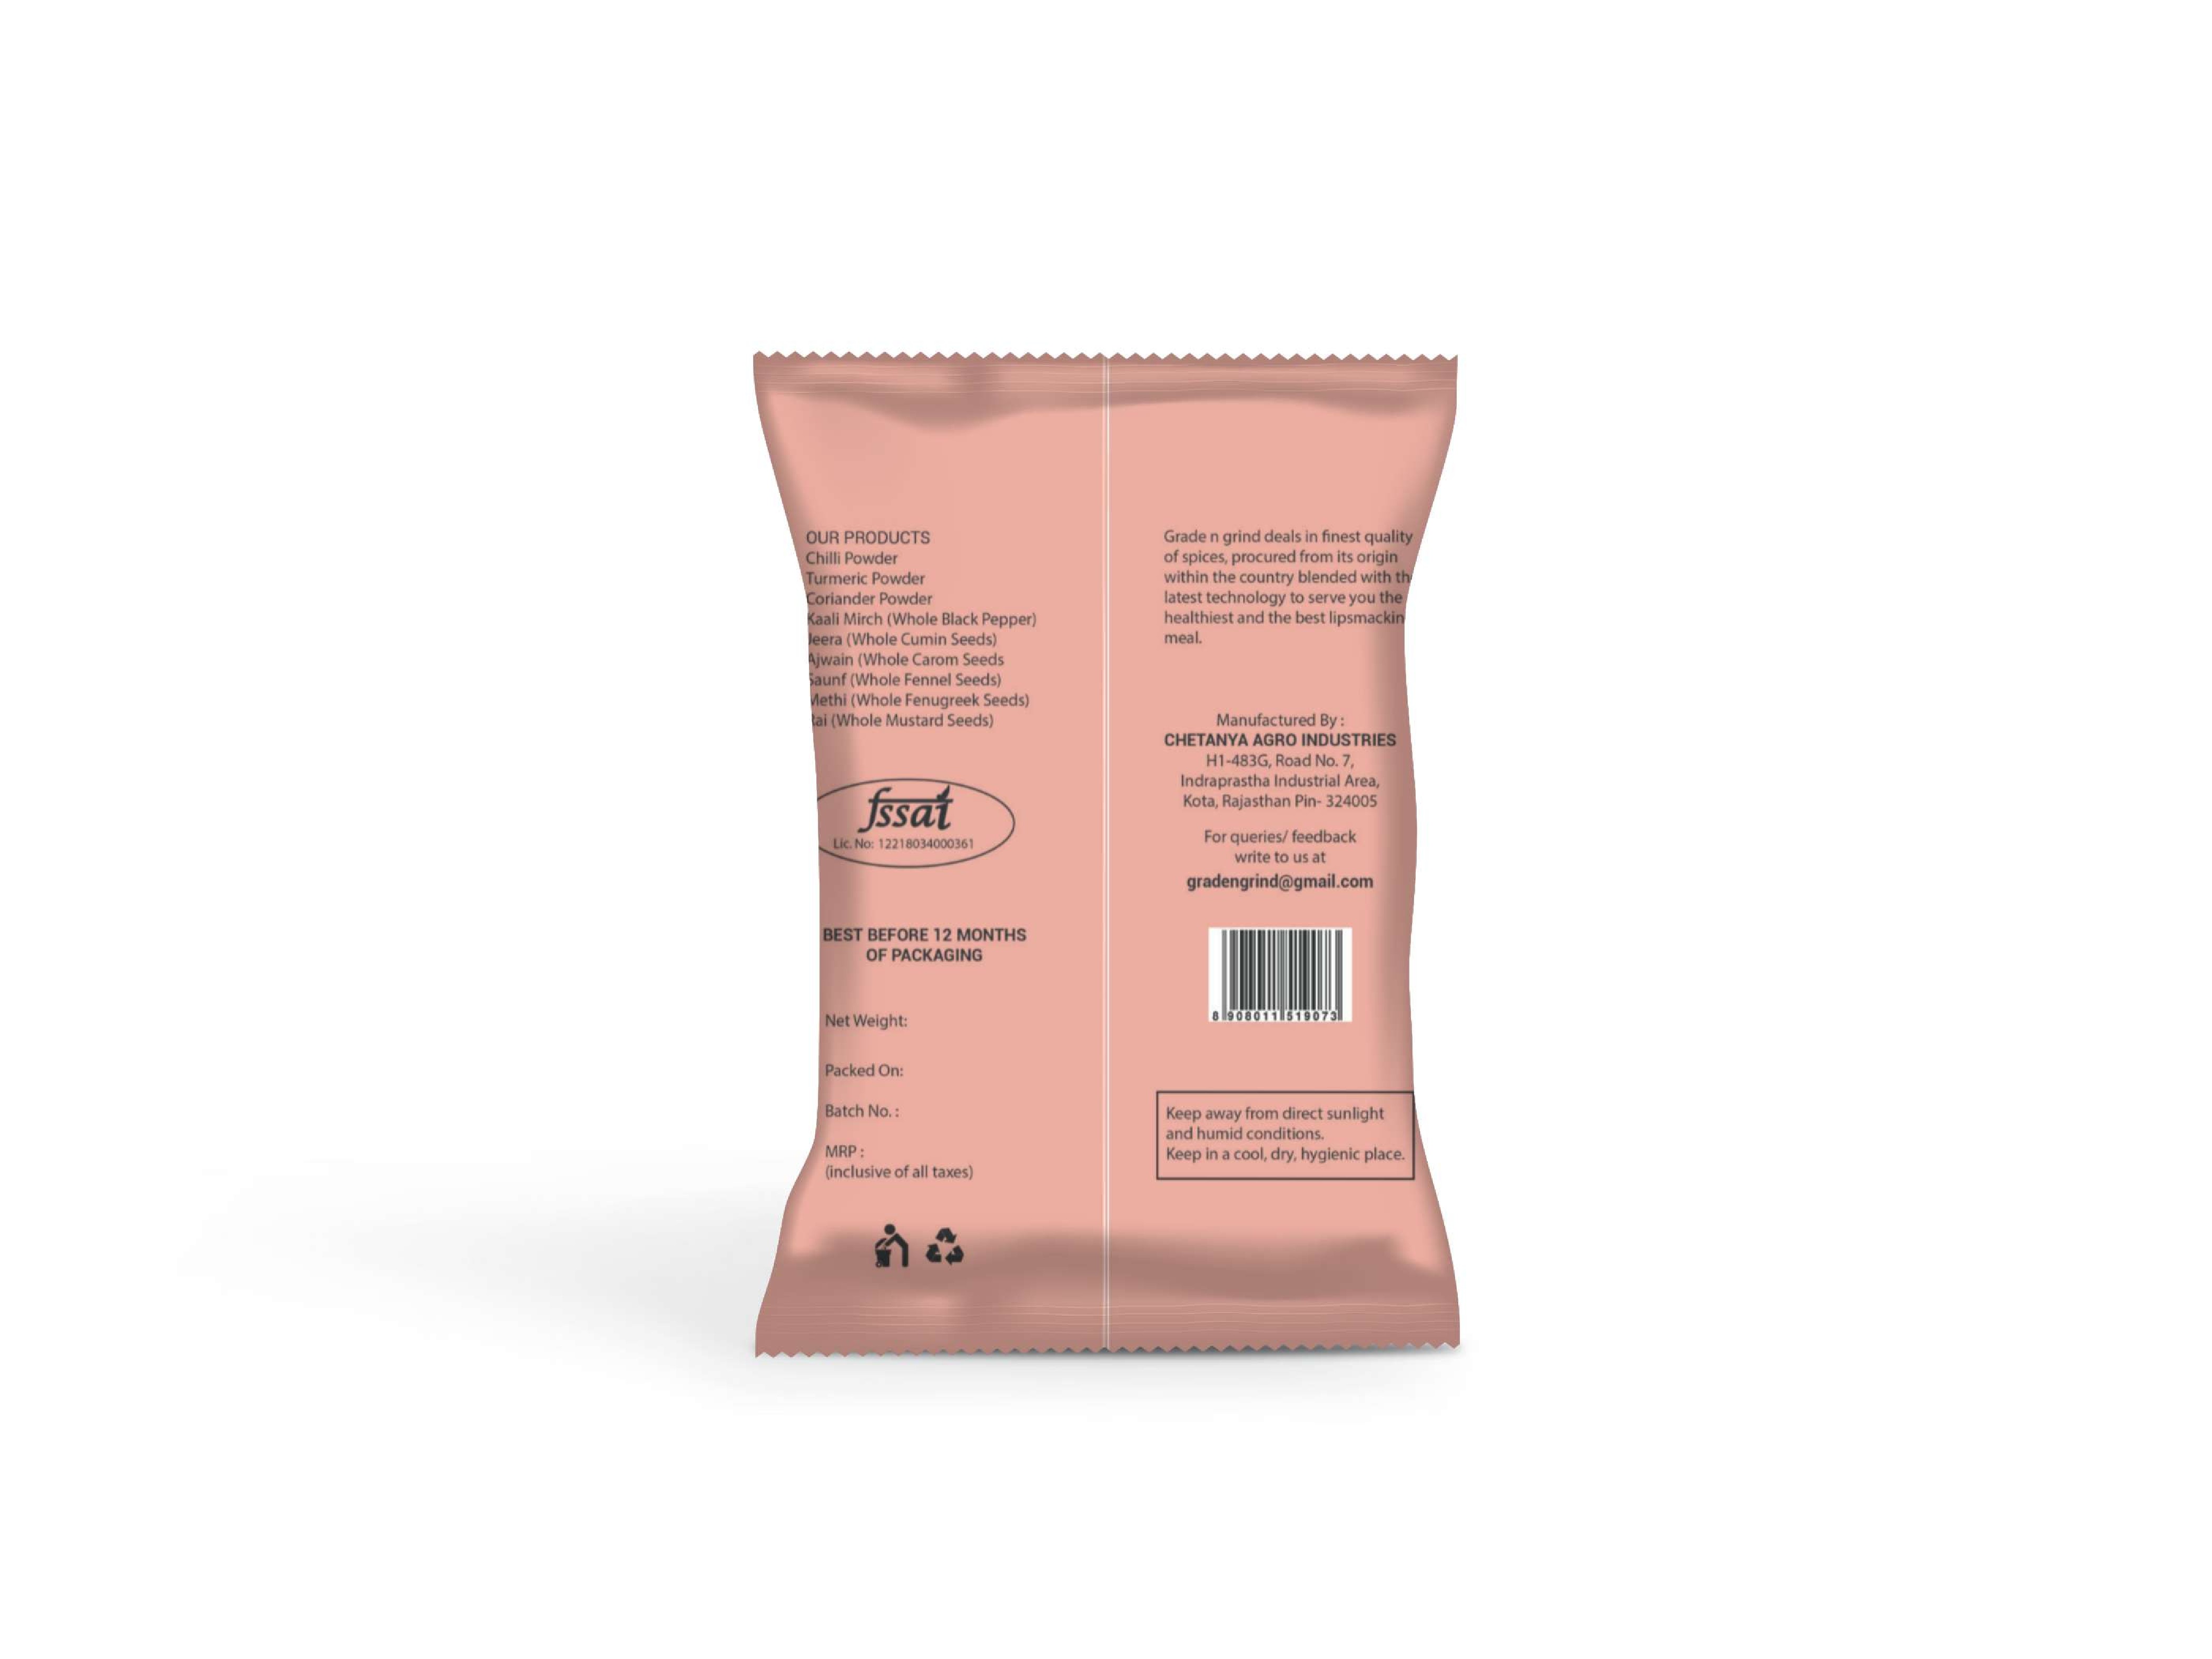 OUR PRODUCTS
Chilli Powder
Turmeric Powder
Coriander Powder
Kaali Mirch (Whole Black Pepper)
Jeera (Whole Cumin Seeds)
Ajwain (Whole Carom Seeds
Saunf (Whole Fennel Seeds)
Methi (Whole Fenugreek Seeds)
Rai (Whole Mustard Seeds)
fssai
Lic. No: 12218034000361
BEST BEFORE 12 MONTHS
OF PACKAGING
Net Weight:
Packed On:
Batch No. :
MRP :
(inclusive of all taxes)
Grade n grind deals in finest quality
of spices, procured from its origin
within the country blended with th
latest technology to serve you the
healthiest and the best lipsmackin
meal.
Manufactured By :
CHETANYA AGRO INDUSTRIES
H1-483G, Road No. 7,
Indraprastha Industrial Area,
Kota, Rajasthan Pin- 324005
For queries/ feedback
write to us at
gradengrind@gmail.com
8 908011 519073
Keep away from direct sunlight
and humid conditions.
Keep in a cool, dry, hygienic place.